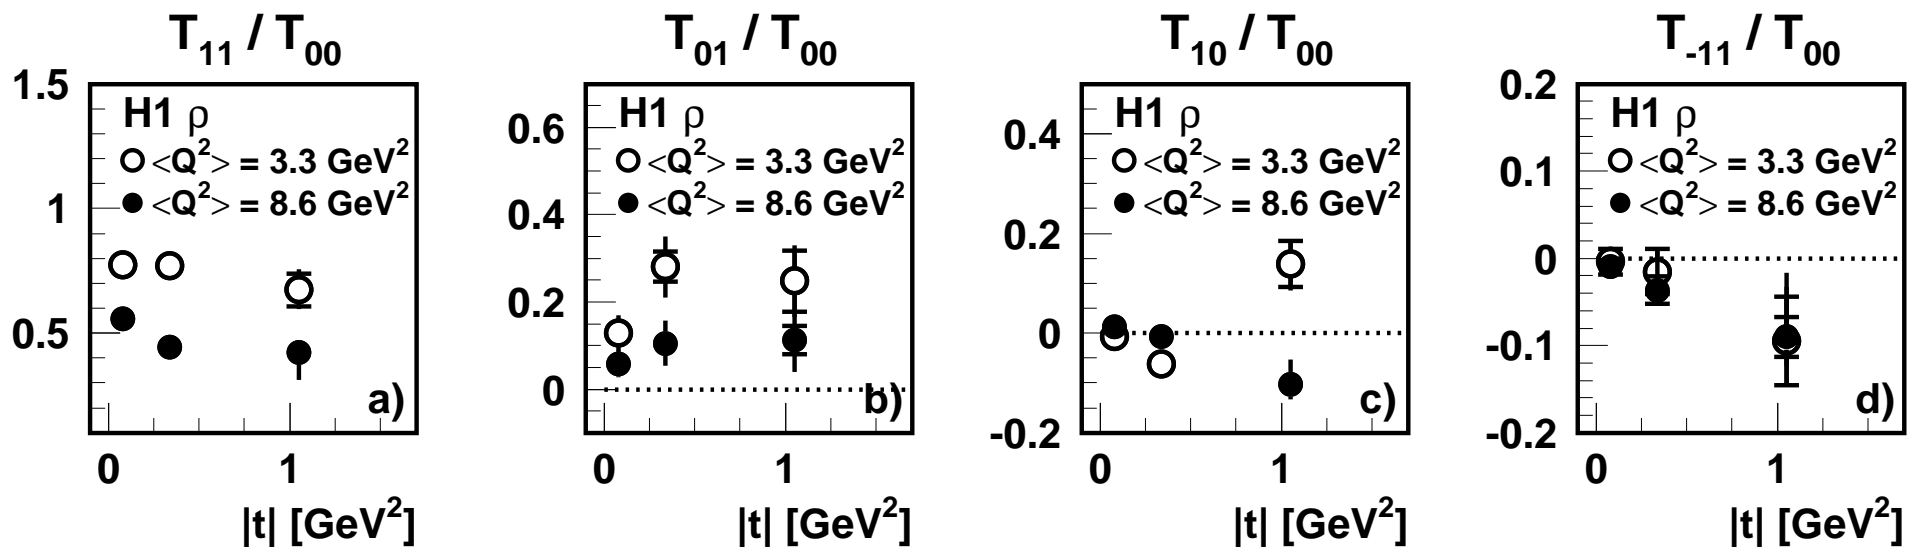 T11 / T00
1.5
1
0.5
H1 ρ
<Q2> = 3.3 GeV2
<Q2> = 8.6 GeV2
a)
0 1
|t| [GeV2]
T01 / T00
0.6
0.4
0.2
0
H1 ρ
<Q2> = 3.3 GeV2
<Q2> = 8.6 GeV2
b)
0 1
|t| [GeV2]
T10 / T00
0.4
0.2
0
-0.2
H1 ρ
<Q2> = 3.3 GeV2
<Q2> = 8.6 GeV2
c)
0 1
|t| [GeV2]
T-11 / T00
0.2
0.1
0
-0.1
-0.2
H1 ρ
<Q2> = 3.3 GeV2
<Q2> = 8.6 GeV2
d)
0 1
|t| [GeV2]